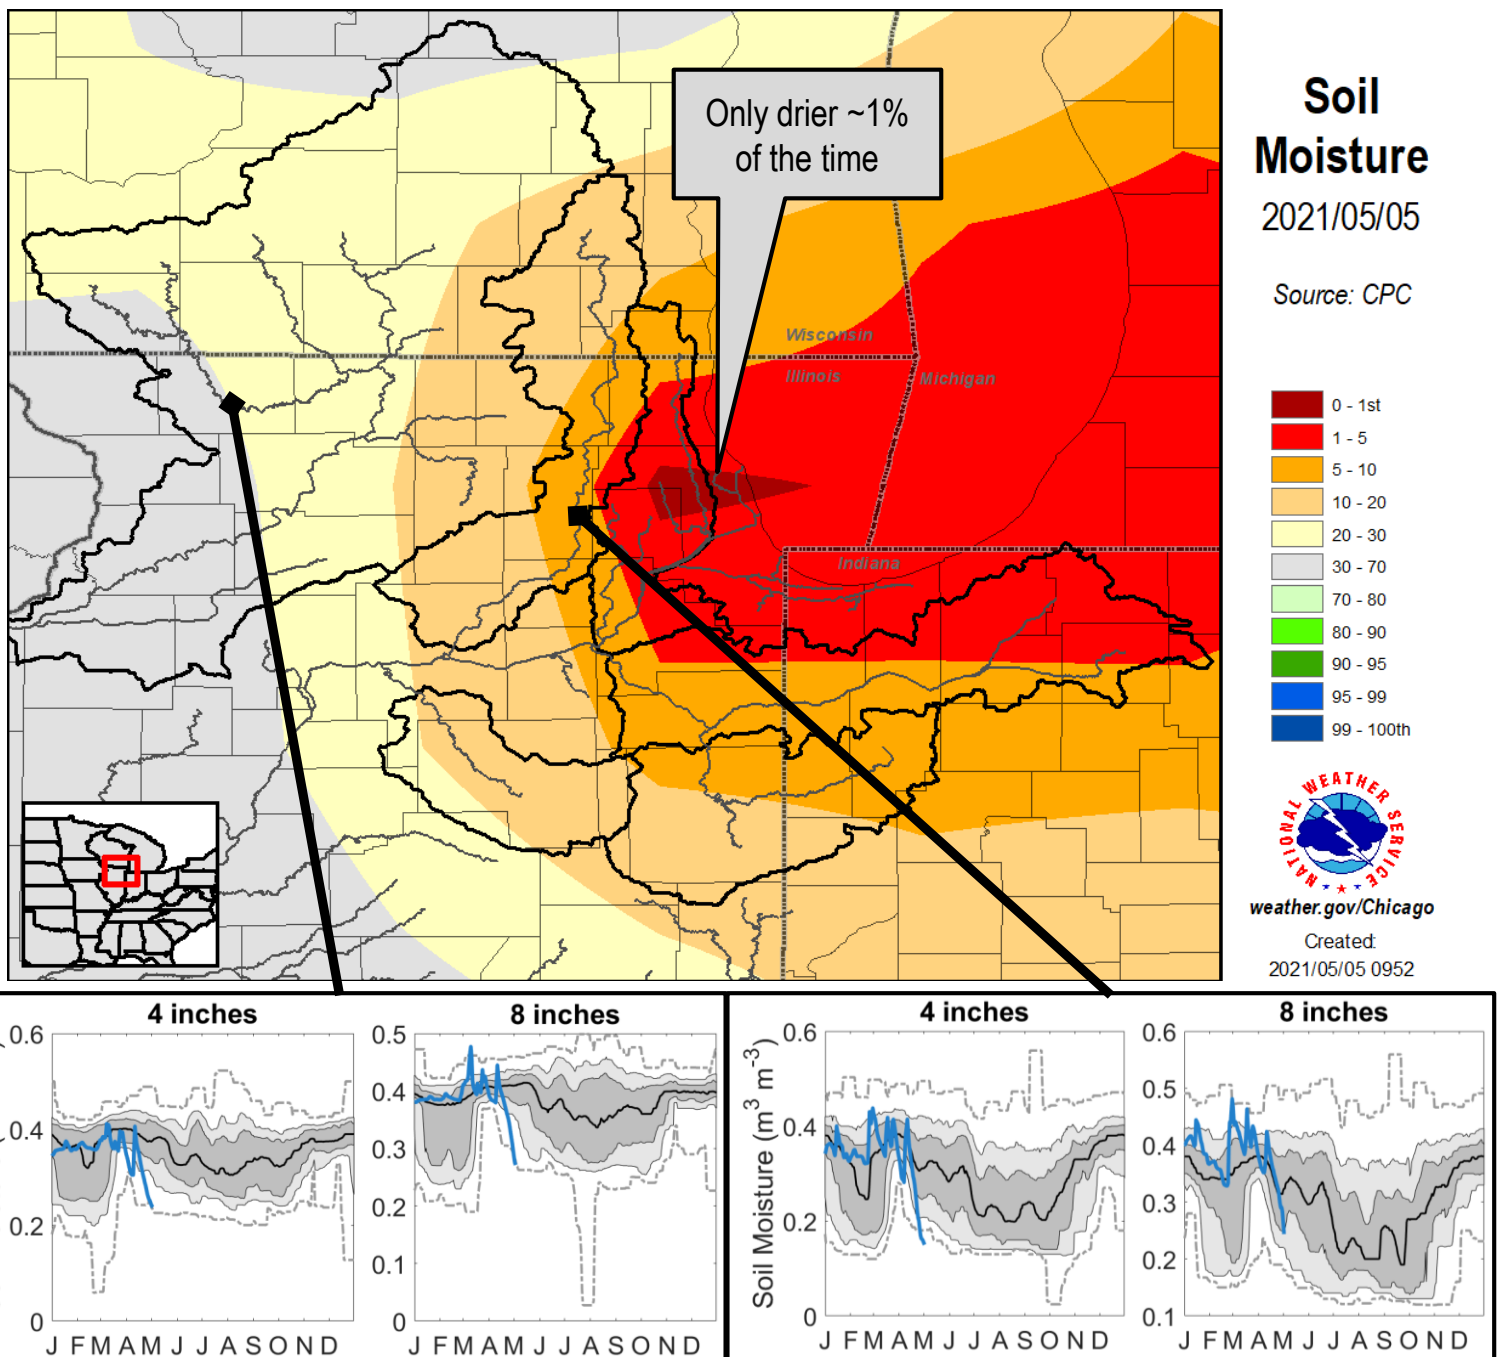 Only drier ~1%
of the time
Wisconsin
Illinois
Michigan
Indiana
Soil
Moisture
2021/05/05
Source: CPC
0 - 1st
1 - 5
5 - 10
10 - 20
20 - 30
30 - 70
70 - 80
80 - 90
90 - 95
95 - 99
99 - 100th
NATIONAL WEATHER SERVICE
weather.gov/Chicago
Created:
2021/05/05 0952
4 inches
0.6
0.4
0.2
0
J F M A M J J A S O N D
8 inches
0.5
0.4
0.3
0.2
0.1
0
J F M A M J J A S O N D
4 inches
Soil Moisture (m³ m⁻³)
0.6
0.4
0.2
0
J F M A M J J A S O N D
8 inches
0.6
0.5
0.4
0.3
0.2
0.1
J F M A M J J A S O N D